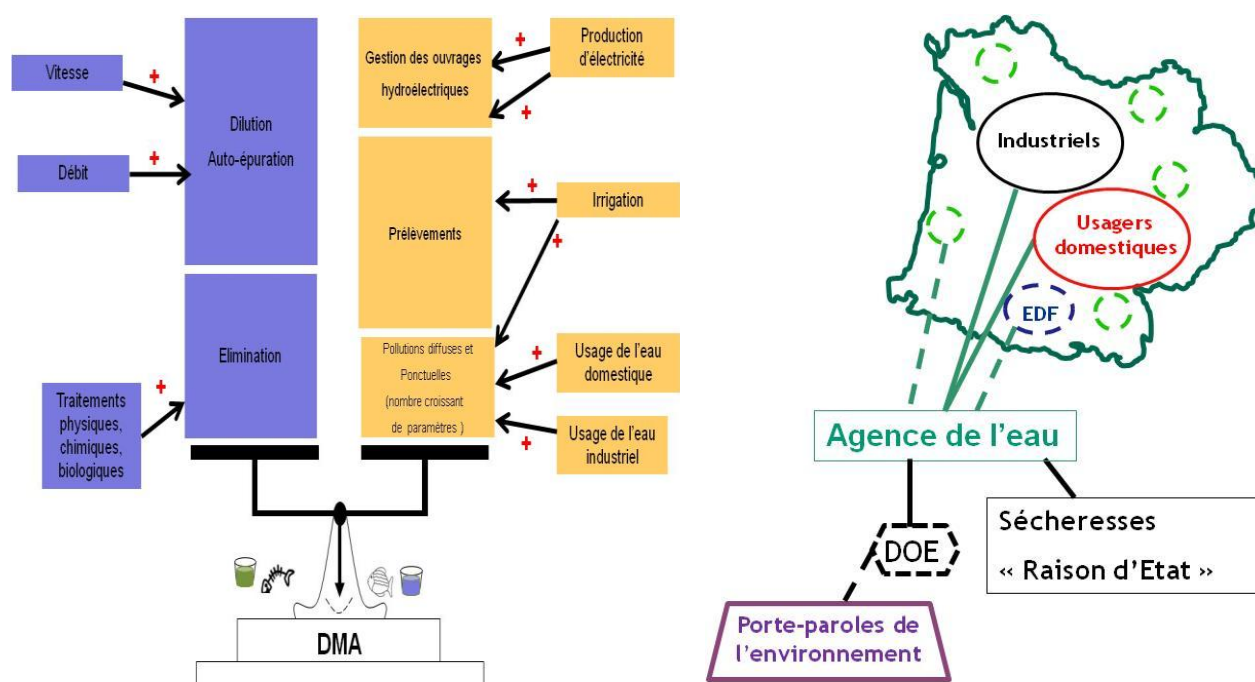 Vitesse
+
Débit
+
Traitements
physiques,
chimiques,
biologiques
+
Dilution
Auto-épuration
Elimination
Gestion des ouvrages
hydroélectriques
Prélèvements
Pollutions diffuses et
Ponctuelles
(nombre croissant
de paramètres )
+
+
Production
d'électricité
+
+
Irrigation
+
Usage de l'eau
domestique
+
Usage de l'eau
industriel
DMA
Industriels
Usagers
domestiques
EDF
Agence de l'eau
DOE
Sécheresses
« Raison d'Etat »
Porte-paroles de
l'environnement